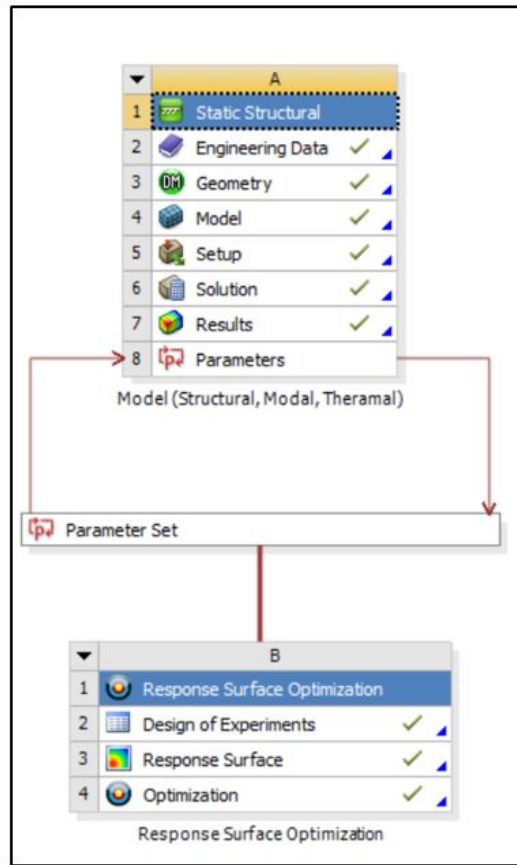 A
1 Static Structural
2 Engineering Data
3 DM Geometry
4 Model
5 Setup
6 Solution
7 Results
8 Parameters
Model (Structural, Modal, Theramal)
Parameter Set
B
1 Response Surface Optimization
2 Design of Experiments
3 Response Surface
4 Optimization
Response Surface Optimization